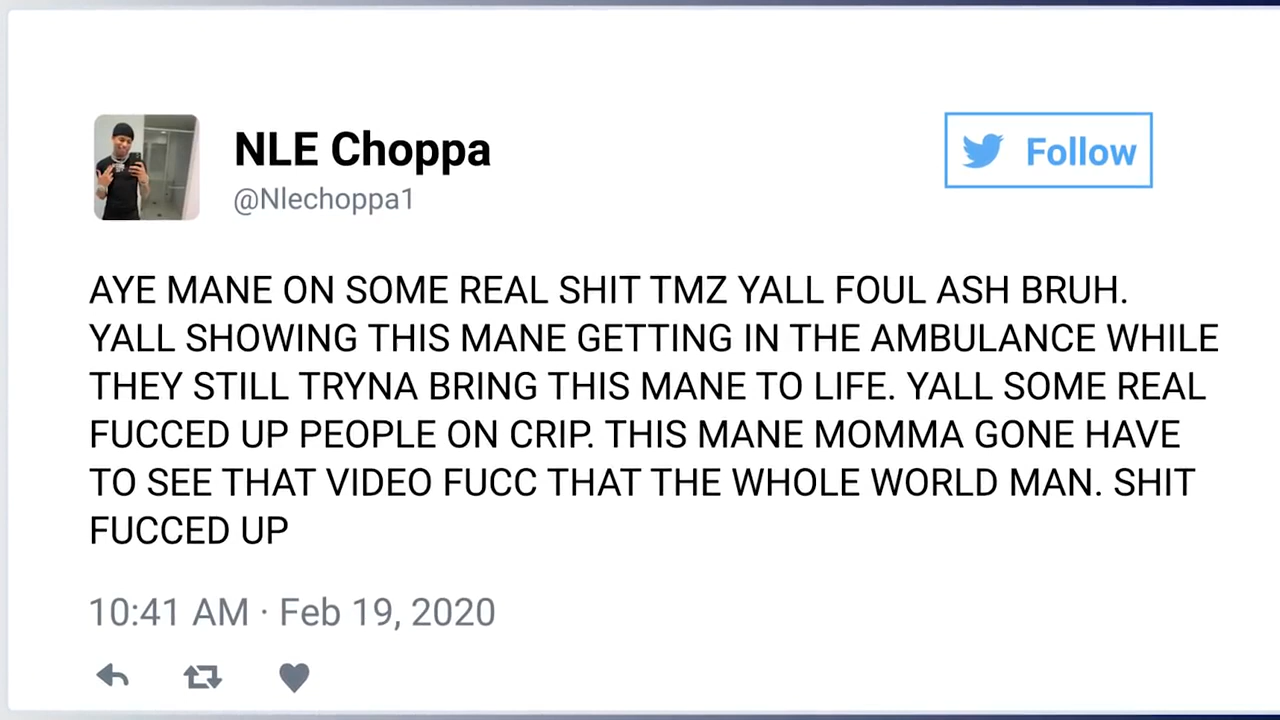 NLE Choppa
@Nlechoppa1
Follow
AYE MANE ON SOME REAL SHIT TMZ YALL FOUL ASH BRUH.
YALL SHOWING THIS MANE GETTING IN THE AMBULANCE WHILE
THEY STILL TRYNA BRING THIS MANE TO LIFE. YALL SOME REAL
FUCCED UP PEOPLE ON CRIP. THIS MANE MOMMA GONE HAVE
TO SEE THAT VIDEO FUCC THAT THE WHOLE WORLD MAN. SHIT
FUCCED UP
10:41 AM · Feb 19, 2020